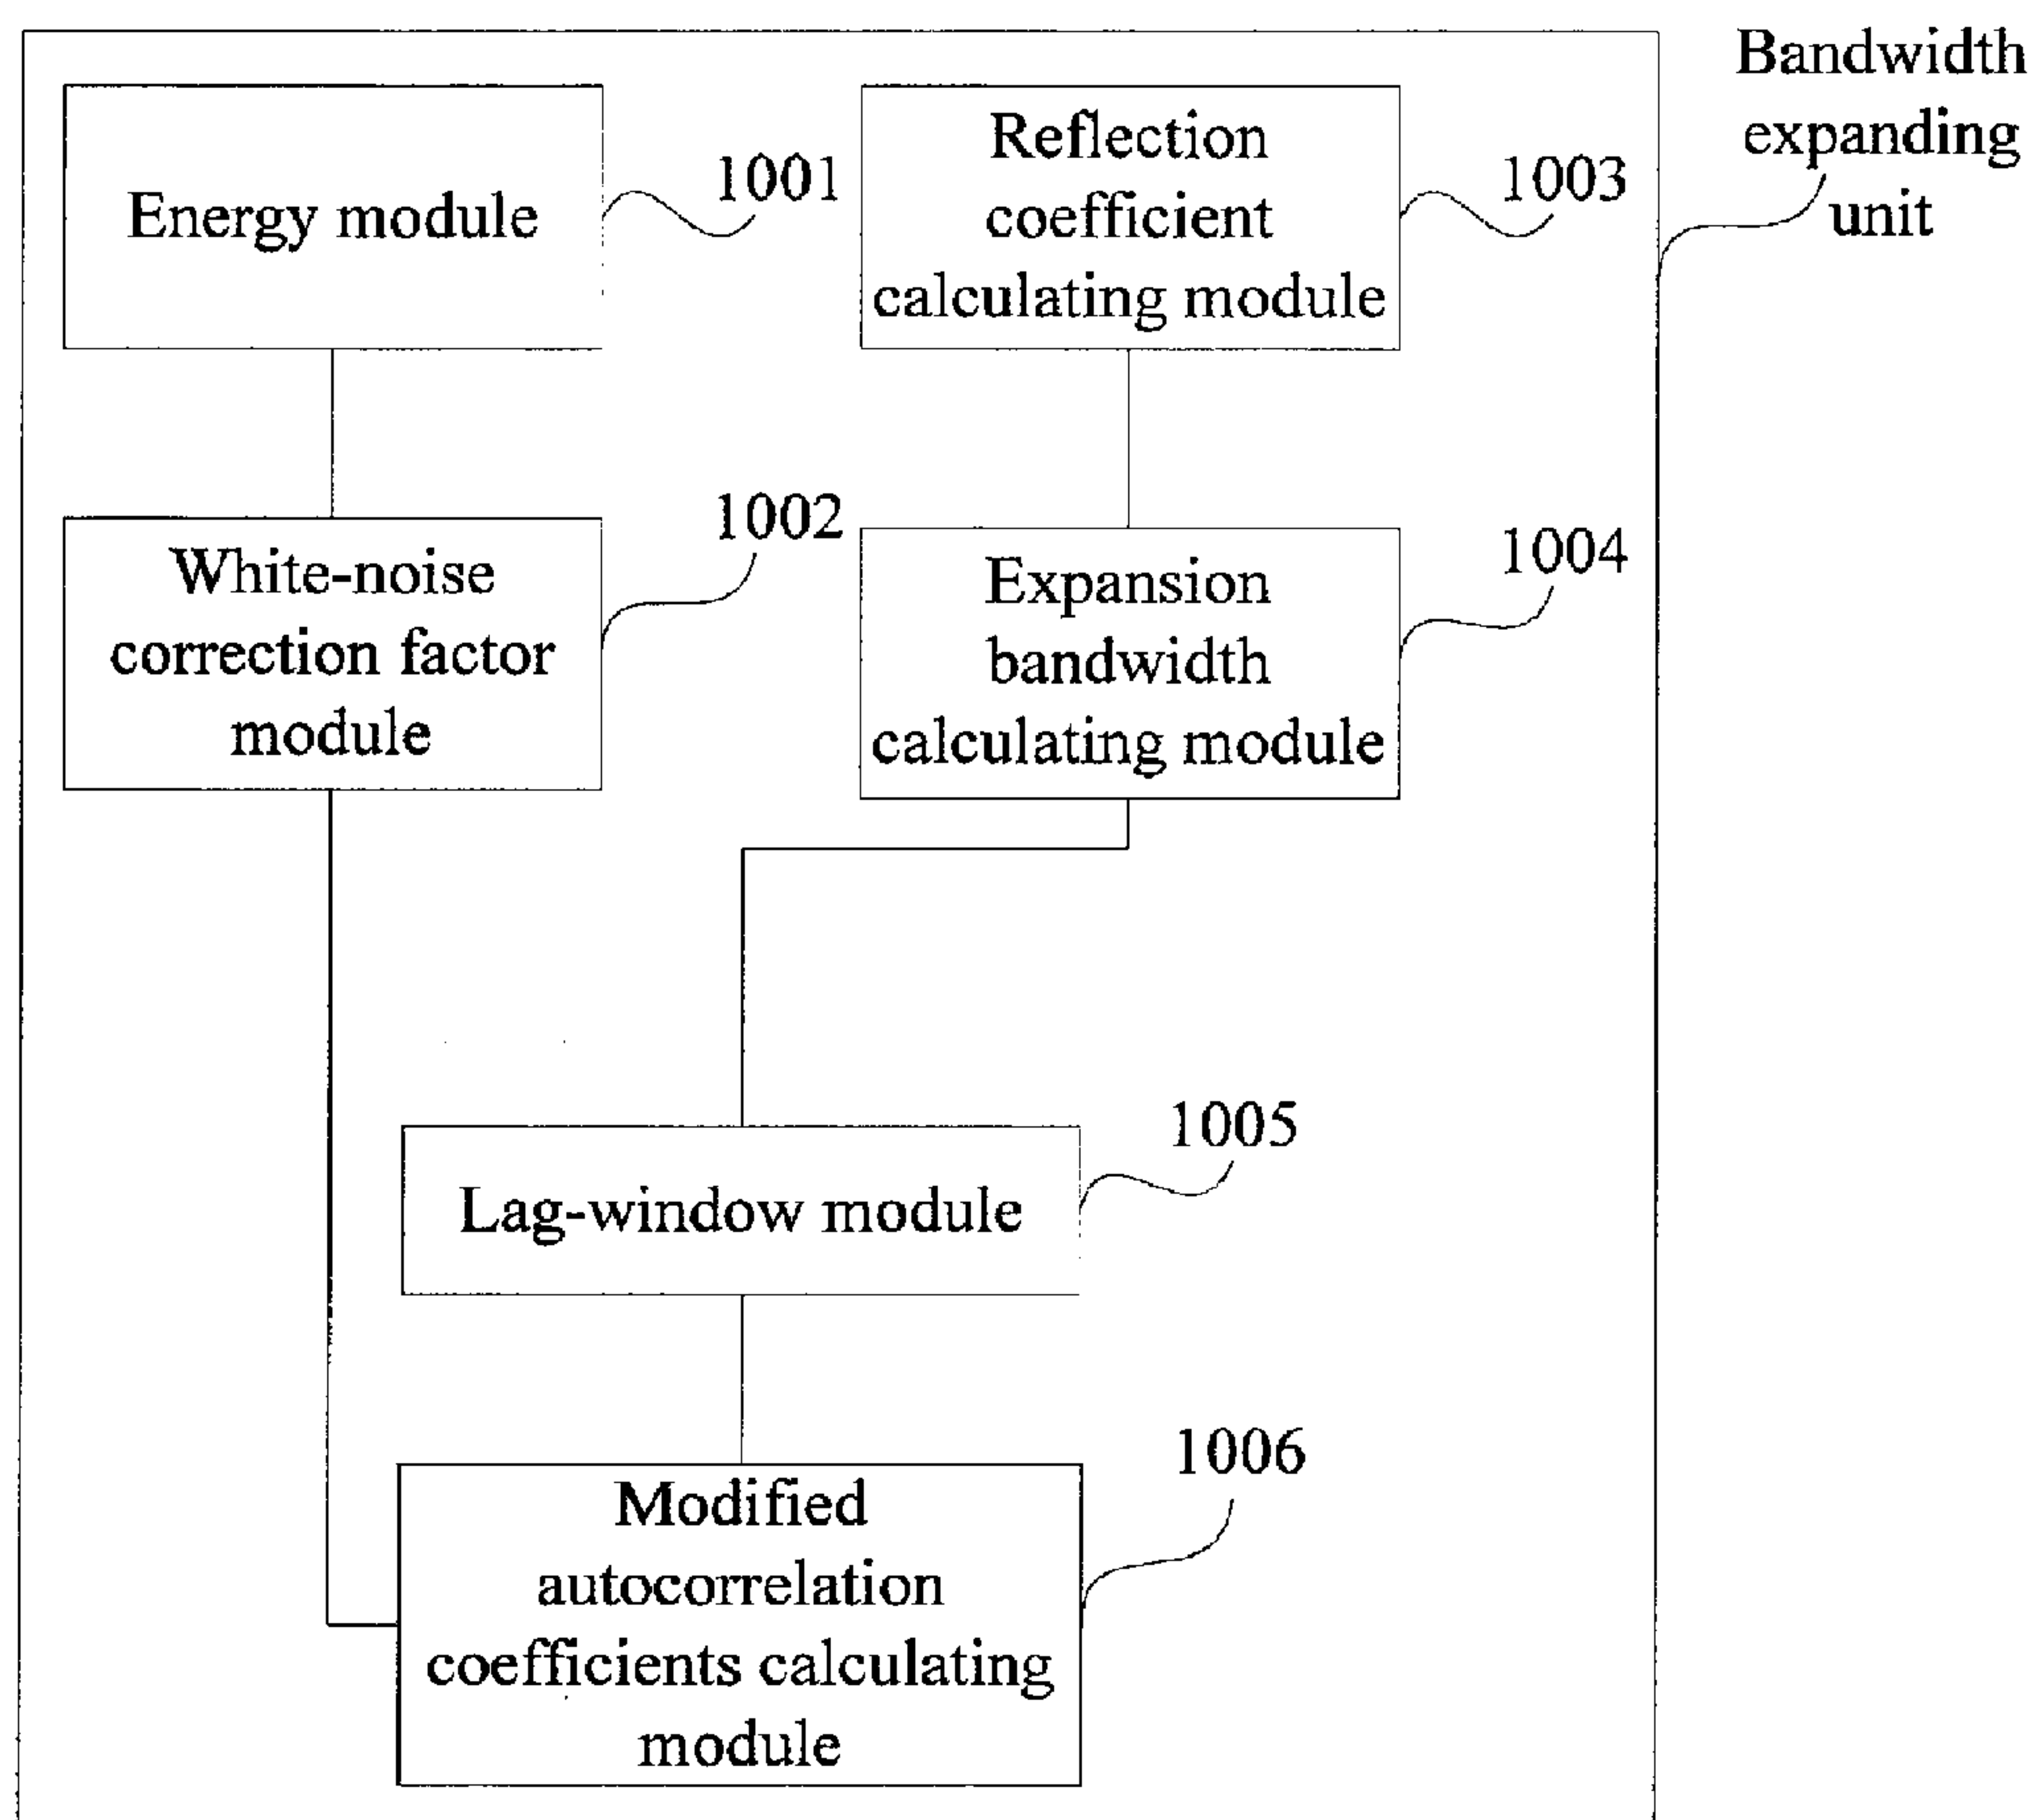 Bandwidth
expanding
unit
Energy module
1001
Reflection
coefficient
calculating module
1003
White-noise
correction factor
module
1002
Expansion
bandwidth
calculating module
1004
Lag-window module
1005
Modified
autocorrelation
coefficients calculating
module
1006